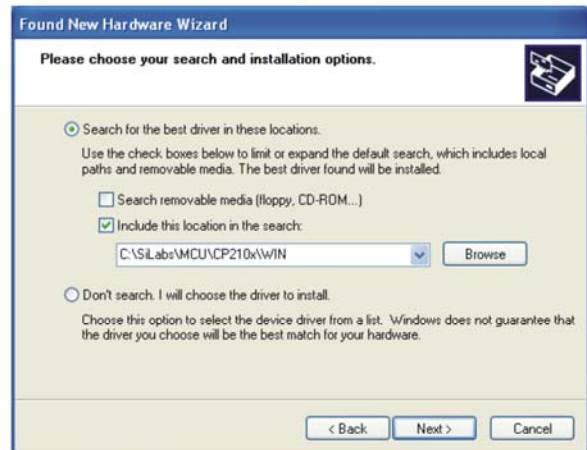 Found New Hardware Wizard
Please choose your search and installation options.
Search for the best driver in these locations.
Use the check boxes below to limit or expand the default search, which includes local
paths and removable media. The best driver found will be installed.
Search removable media (floppy, CD-ROM...)
Include this location in the search:
C:\SiLabs\MCU\CP210x\WIN
Browse
Don't search. I will choose the driver to install.
Choose this option to select the device driver from a list. Windows does not guarantee that
the driver you choose will be the best match for your hardware.
< Back Next > Cancel